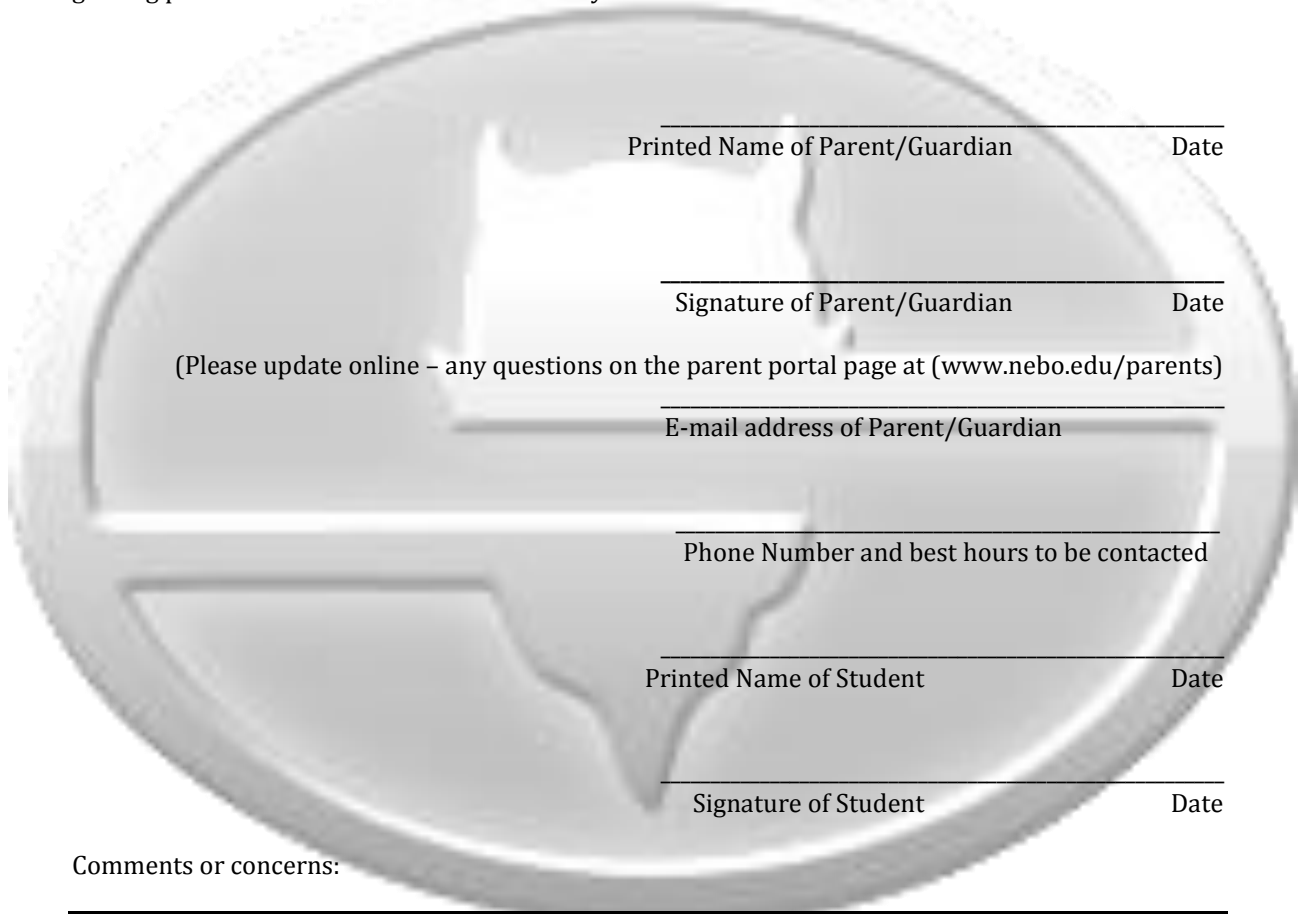 Printed Name of Parent/Guardian Date
Signature of Parent/Guardian Date
(Please update online – any questions on the parent portal page at (www.nebo.edu/parents)
E-mail address of Parent/Guardian
Phone Number and best hours to be contacted
Printed Name of Student Date
Signature of Student Date
Comments or concerns: